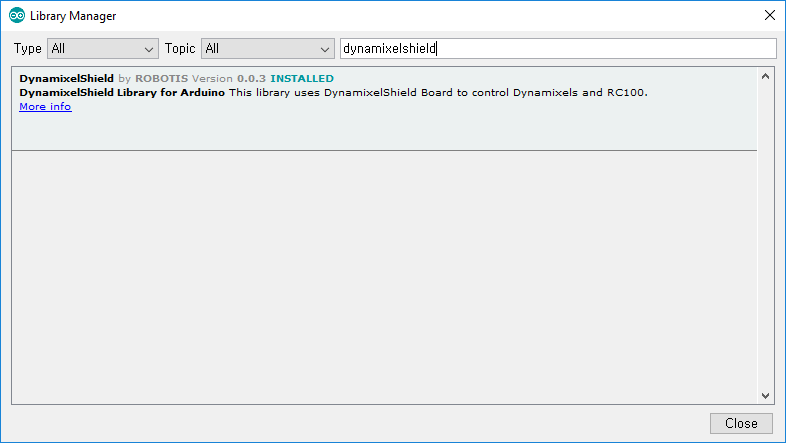 Library Manager
Type All Topic All dynamixelshield
DynamixelShield by ROBOTIS Version 0.0.3 INSTALLED
DynamixelShield Library for Arduino This library uses DynamixelShield Board to control Dynamixels and RC100.
More info
Close